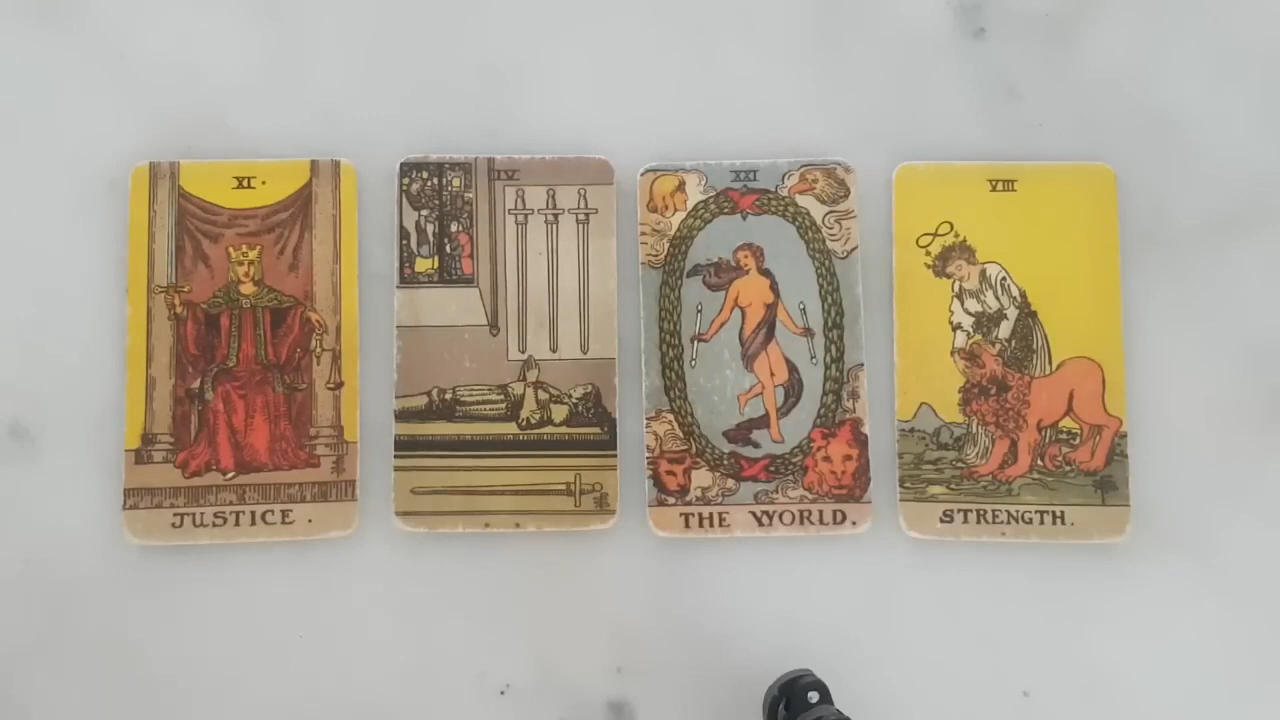 XI.
JUSTICE.
IV
XXI
THE WORLD.
VIII
STRENGTH.